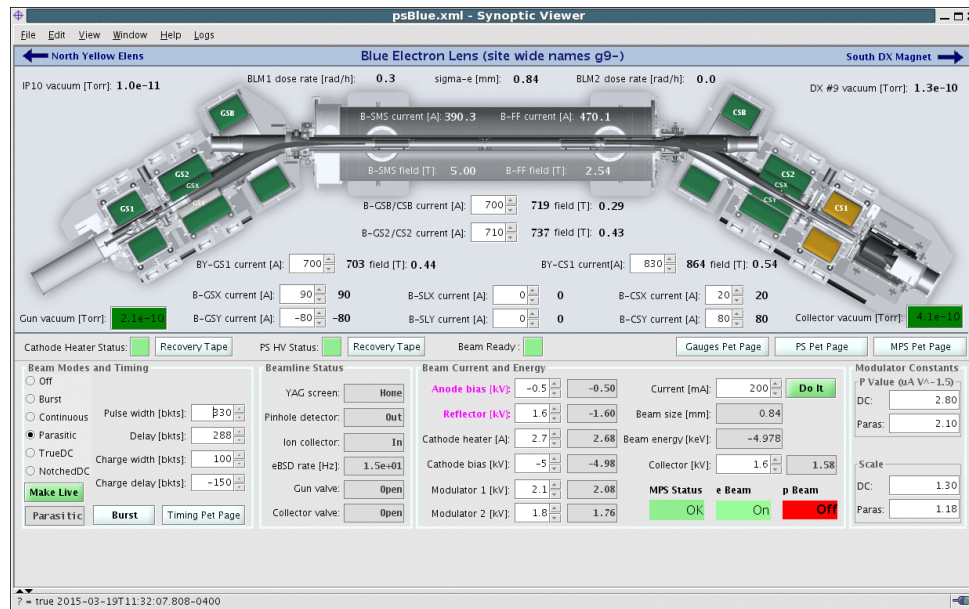 psBlue.xml - Synoptic Viewer
File Edit View Window Help Logs
North Yellow Elens Blue Electron Lens (site wide names g9-) South DX Magnet
BLM1 dose rate [rad/h]: 0.3 sigma-e [mm]: 0.84 BLM2 dose rate [rad/h]: 0.0
IP10 vacuum [Torr]: 1.0e-11 DX #9 vacuum [Torr]: 1.3e-10
GSB B-SMS current [A]: 390.3 B-FF current [A]: 470.1 CSB
GS2 B-SMS field [T]: 5.00 B-FF field [T]: 2.54 CS2
GSX CSX
GSY CSY
GS1 CS1
B-GSB/CSB current [A]: 700 719 field [T]: 0.29
B-GS2/CS2 current [A]: 710 737 field [T]: 0.43
BY-GS1 current [A]: 700 703 field [T]: 0.44 BY-CS1 current[A]: 830 864 field [T]: 0.54
B-GSX current [A]: 90 90 B-SLX current [A]: 0 0 B-CSX current [A]: 20 20
Gun vacuum [Torr]: 2.1e-10 B-GSY current [A]: -80 -80 B-SLY current [A]: 0 0 B-CSY current [A]: 80 80 Collector vacuum [Torr]: 4.1e-10
Cathode Heater Status: Recovery Tape PS HV Status: Recovery Tape Beam Ready: Gauges Pet Page PS Pet Page MPS Pet Page
Beam Modes and Timing
Off
Burst
Continuous
Parasitic
TrueDC
NotchedDC
Pulse width [bkts]: 330
Delay [bkts]: 288
Charge width [bkts]: 100
Charge delay [bkts]: -150
Make Live
Parasitic Burst Timing Pet Page
Beamline Status
YAG screen: Home
Pinhole detector: Out
Ion collector: In
eBSD rate [Hz]: 1.5e+01
Gun valve: Open
Collector valve: Open
Beam Current and Energy
Anode bias [kV]: -0.5 -0.50
Reflector [kV]: 1.6 -1.60
Cathode heater [A]: 2.7 2.68
Cathode bias [kV]: -5 -4.98
Modulator 1 [kV]: 2.1 2.08
Modulator 2 [kV]: 1.8 1.76
Current [mA]: 200 Do It
Beam size [mm]: 0.84
Beam energy [keV]: -4.978
Collector [kV]: 1.6 1.58
MPS Status e Beam p Beam
OK On Off
Modulator Constants
P Value (uA V^-1.5)
DC: 2.80
Paras: 2.10
Scale
DC: 1.30
Paras: 1.18
? = true 2015-03-19T11:32:07.808-0400